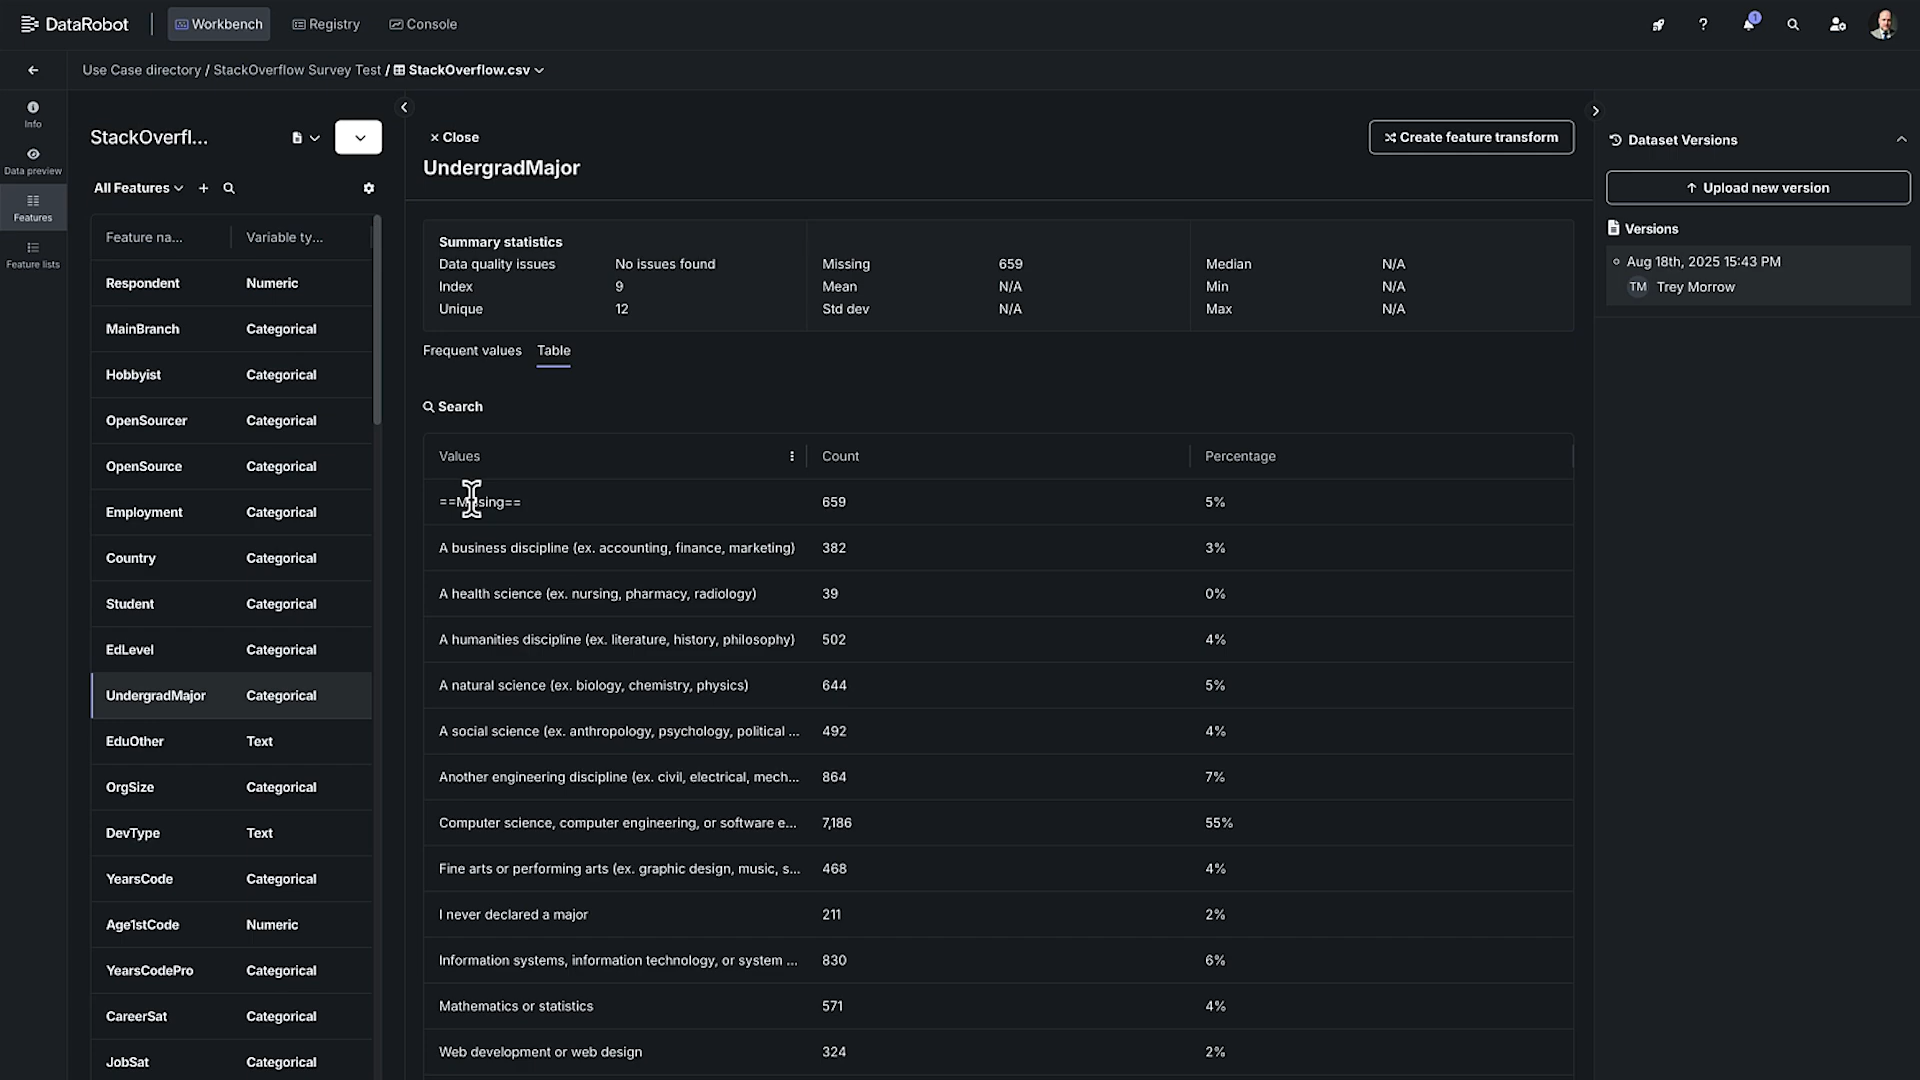 DataRobot
Workbench
Registry
Console
1
Use Case directory / StackOverflow Survey Test / StackOverflow.csv
Info
Data preview
Features
Feature lists
StackOverfl...
All Features
Feature na... Variable ty...
Respondent Numeric
MainBranch Categorical
Hobbyist Categorical
OpenSourcer Categorical
OpenSource Categorical
Employment Categorical
Country Categorical
Student Categorical
EdLevel Categorical
UndergradMajor Categorical
EduOther Text
OrgSize Categorical
DevType Text
YearsCode Categorical
Age1stCode Numeric
YearsCodePro Categorical
CareerSat Categorical
JobSat Categorical
× Close
UndergradMajor
Create feature transform
Summary statistics
Data quality issues No issues found
Index 9
Unique 12
Missing 659
Mean N/A
Std dev N/A
Median N/A
Min N/A
Max N/A
Frequent values Table
Search
Values Count Percentage
==Missing== 659 5%
A business discipline (ex. accounting, finance, marketing) 382 3%
A health science (ex. nursing, pharmacy, radiology) 39 0%
A humanities discipline (ex. literature, history, philosophy) 502 4%
A natural science (ex. biology, chemistry, physics) 644 5%
A social science (ex. anthropology, psychology, political ... 492 4%
Another engineering discipline (ex. civil, electrical, mech... 864 7%
Computer science, computer engineering, or software e... 7,186 55%
Fine arts or performing arts (ex. graphic design, music, s... 468 4%
I never declared a major 211 2%
Information systems, information technology, or system ... 830 6%
Mathematics or statistics 571 4%
Web development or web design 324 2%
Dataset Versions
Upload new version
Versions
Aug 18th, 2025 15:43 PM
TM Trey Morrow